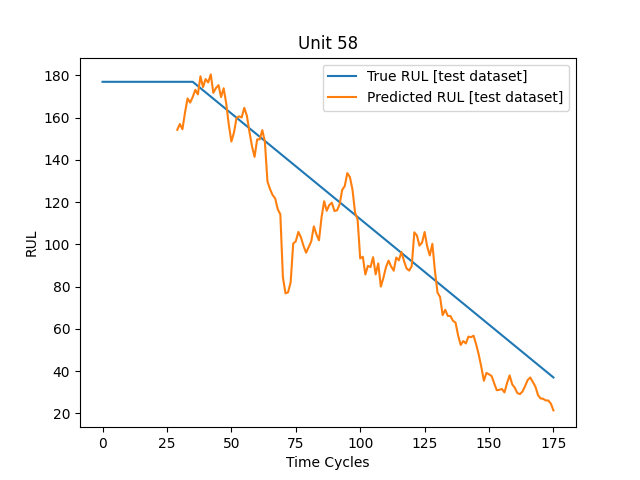 Unit 58
True RUL [test dataset]
Predicted RUL [test dataset]
180
160
140
120
100
80
60
40
20
RUL
0 25 50 75 100 125 150 175
Time Cycles